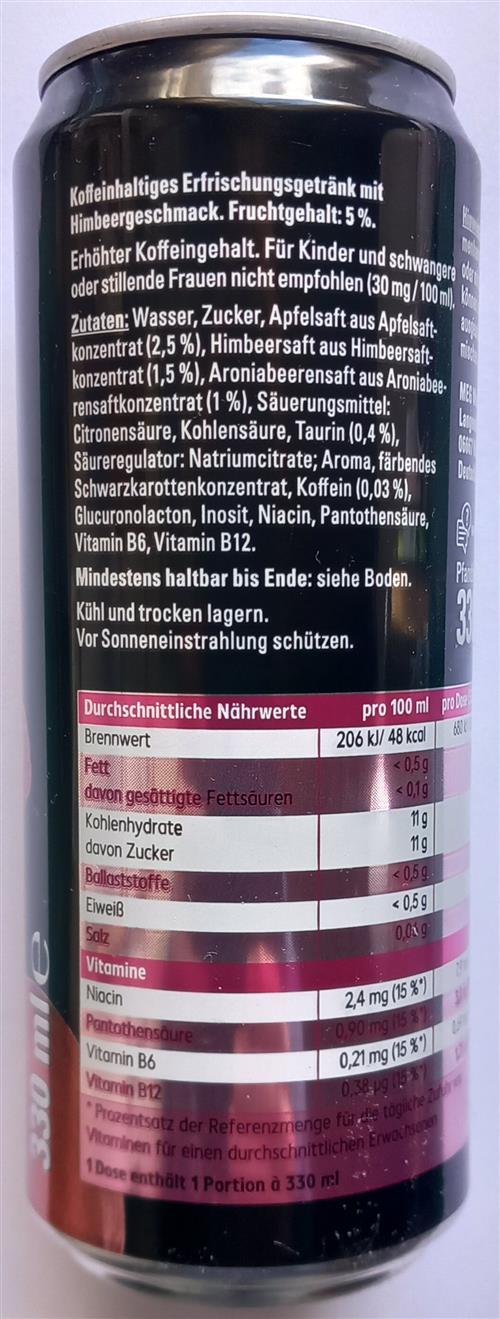 Koffeinhaltiges Erfrischungsgetränk mit
Himbeergeschmack. Fruchtgehalt: 5 %.
Erhöhter Koffeingehalt. Für Kinder und schwangere
oder stillende Frauen nicht empfohlen (30 mg / 100 ml).
Zutaten: Wasser, Zucker, Apfelsaft aus Apfelsaft-
konzentrat (2,5 %), Himbeersaft aus Himbeersaft-
konzentrat (1,5 %), Aroniabeerensaft aus Aroniabee-
rensaftkonzentrat (1 %), Säuerungsmittel:
Citronensäure, Kohlensäure, Taurin (0,4 %),
Säureregulator: Natriumcitrate; Aroma, färbendes
Schwarzkarottenkonzentrat, Koffein (0,03 %),
Glucuronolacton, Inosit, Niacin, Pantothensäure,
Vitamin B6, Vitamin B12.
Mindestens haltbar bis Ende: siehe Boden.
Kühl und trocken lagern.
Vor Sonneneinstrahlung schützen.
Durchschnittliche Nährwerte pro 100 ml pro Dose
Brennwert 206 kJ/ 48 kcal
Fett < 0,5 g
davon gesättigte Fettsäuren < 0,1 g
Kohlenhydrate 11 g
davon Zucker 11 g
Ballaststoffe < 0,5 g
Eiweiß < 0,5 g
Salz
Vitamine
Niacin 2,4 mg (15 %*)
Pantothensäure 0,90 mg (15 %*)
Vitamin B6 0,21 mg (15 %*)
Vitamin B12 0,38 µg (15 %*)
* Prozentsatz der Referenzmenge für die tägliche Zufuhr von
Vitaminen für einen durchschnittlichen Erwachsenen
1 Dose enthält 1 Portion à 330 ml
330 ml e
MEG